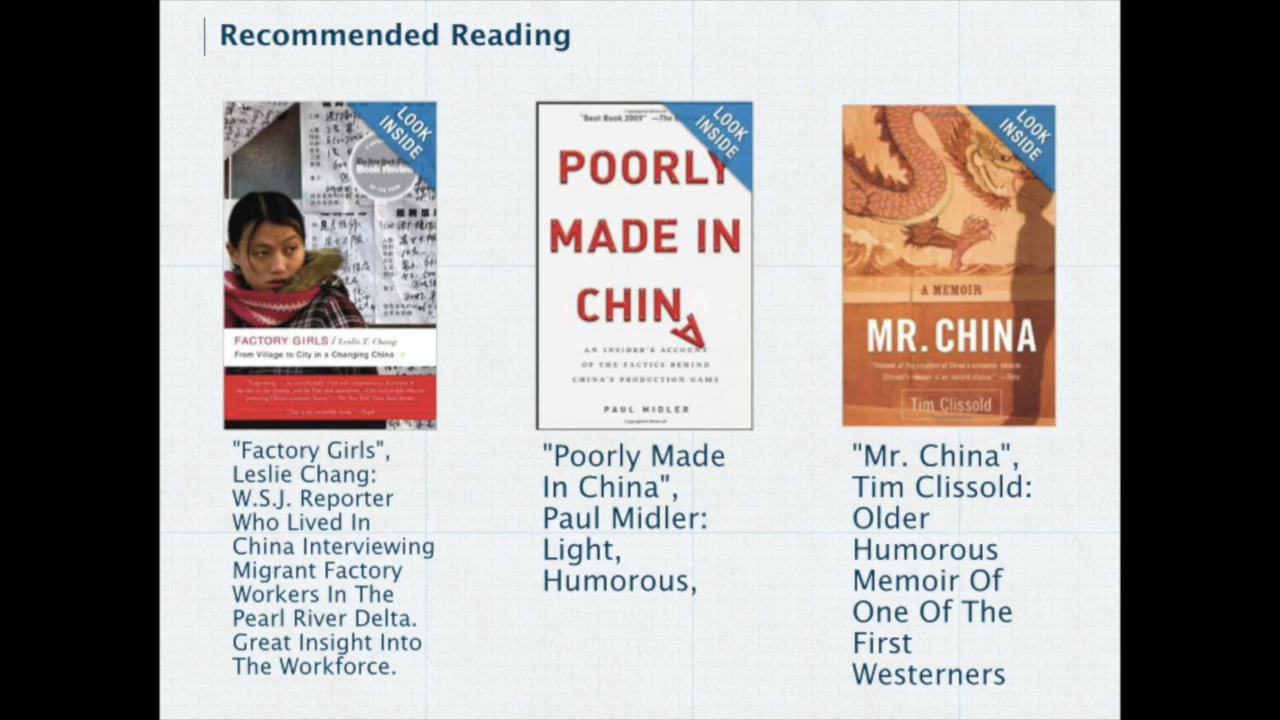 Recommended Reading
LOOK
INSIDE
Book Review
FACTORY GIRLS / Leslie T. Chang
From Village to City in a Changing China
"Factory Girls",
Leslie Chang:
W.S.J. Reporter
Who Lived In
China Interviewing
Migrant Factory
Workers In The
Pearl River Delta.
Great Insight Into
The Workforce.
LOOK
INSIDE
"Best Book 2009" —The
POORLY
MADE IN
CHINA
AN INSIDER'S ACCOUNT
OF THE TACTICS BEHIND
CHINA'S PRODUCTION GAME
PAUL MIDLER
"Poorly Made
In China",
Paul Midler:
Light,
Humorous,
LOOK
INSIDE
A MEMOIR
MR. CHINA
Tim Clissold
"Mr. China",
Tim Clissold:
Older
Humorous
Memoir Of
One Of The
First
Westerners